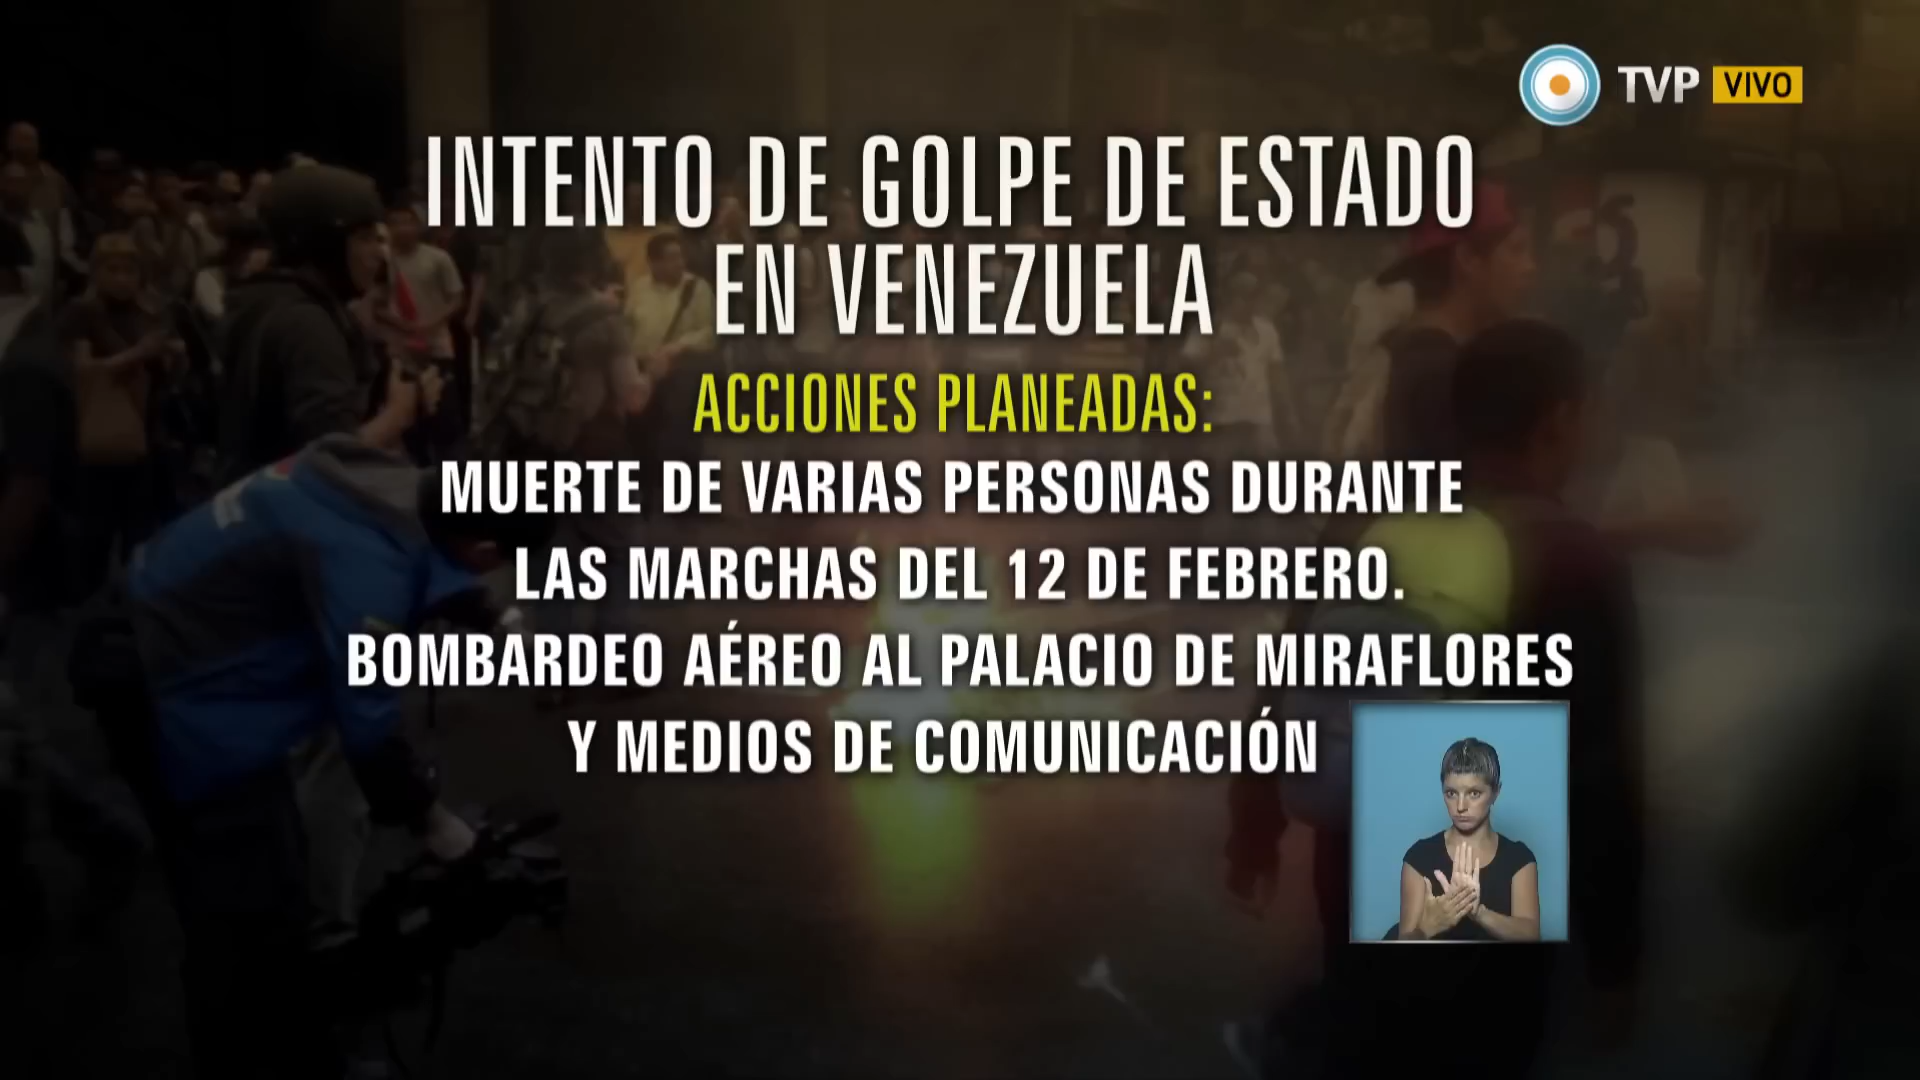 TVP VIVO
INTENTO DE GOLPE DE ESTADO
EN VENEZUELA
ACCIONES PLANEADAS:
MUERTE DE VARIAS PERSONAS DURANTE
LAS MARCHAS DEL 12 DE FEBRERO.
BOMBARDEO AÉREO AL PALACIO DE MIRAFLORES
Y MEDIOS DE COMUNICACIÓN